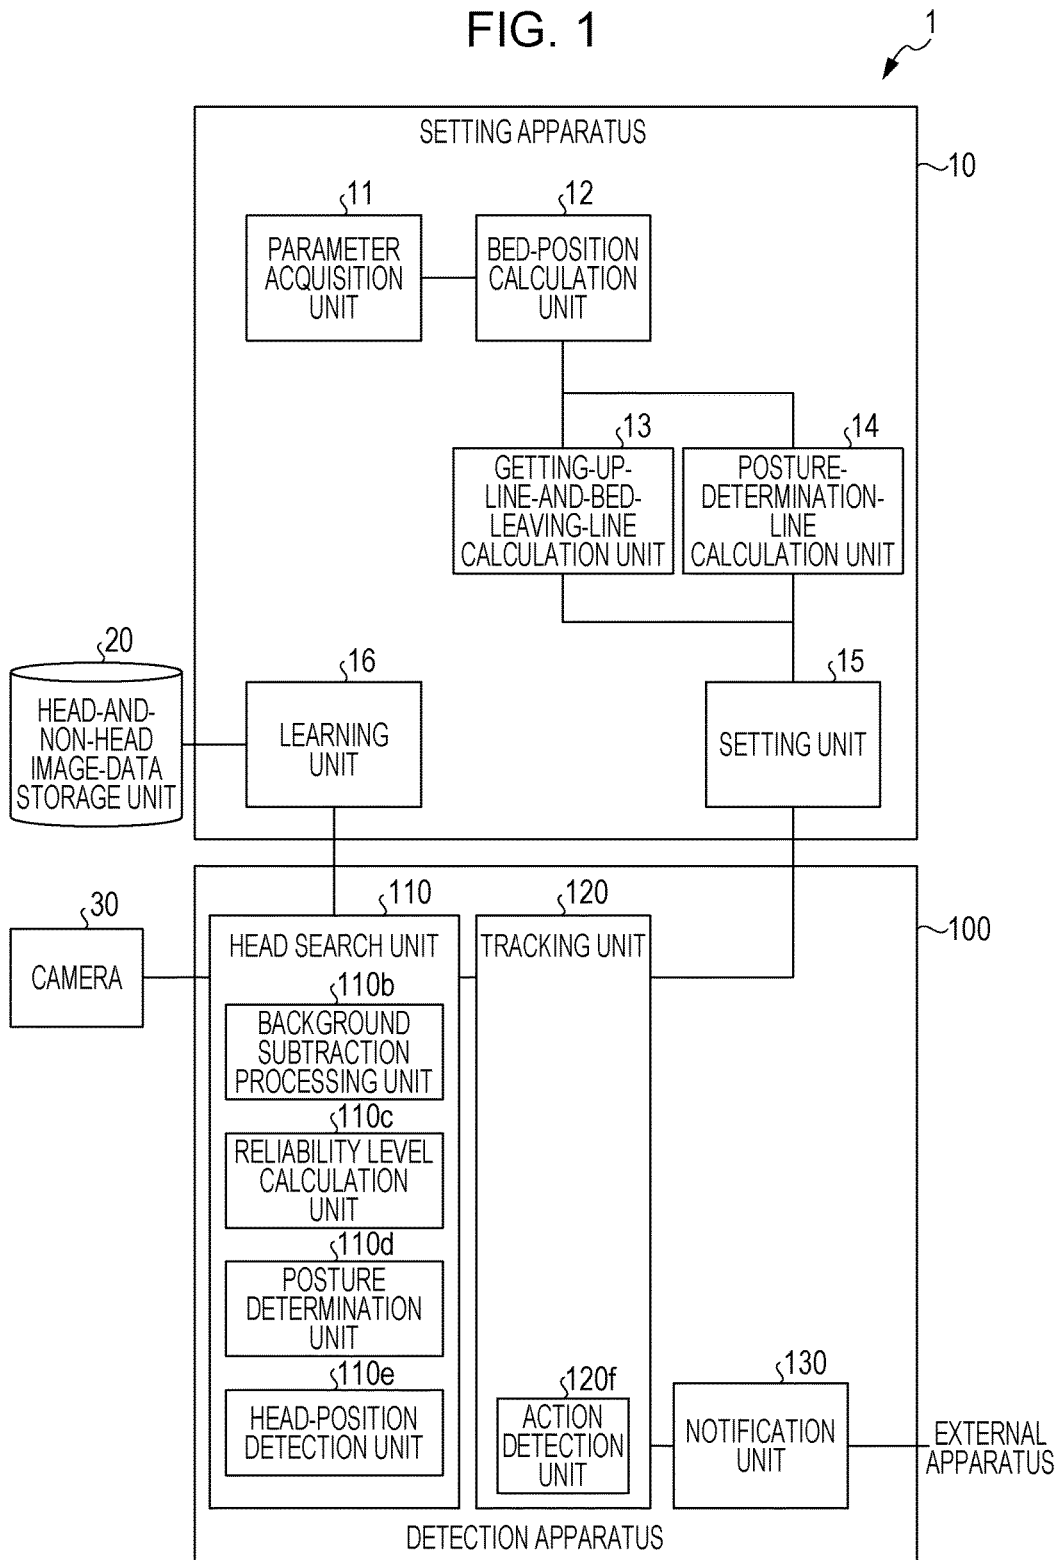 FIG. 1
1
SETTING APPARATUS
10
11
PARAMETER
ACQUISITION
UNIT
12
BED-POSITION
CALCULATION
UNIT
13
GETTING-UP-
LINE-AND-BED-
LEAVING-LINE
CALCULATION UNIT
14
POSTURE-
DETERMINATION-
LINE
CALCULATION UNIT
20
HEAD-AND-
NON-HEAD
IMAGE-DATA
STORAGE UNIT
16
LEARNING
UNIT
15
SETTING UNIT
30
CAMERA
110
HEAD SEARCH UNIT
120
TRACKING UNIT
100
110b
BACKGROUND
SUBTRACTION
PROCESSING UNIT
110c
RELIABILITY LEVEL
CALCULATION
UNIT
110d
POSTURE
DETERMINATION
UNIT
110e
HEAD-POSITION
DETECTION UNIT
120f
ACTION
DETECTION
UNIT
130
NOTIFICATION
UNIT
EXTERNAL
APPARATUS
DETECTION APPARATUS